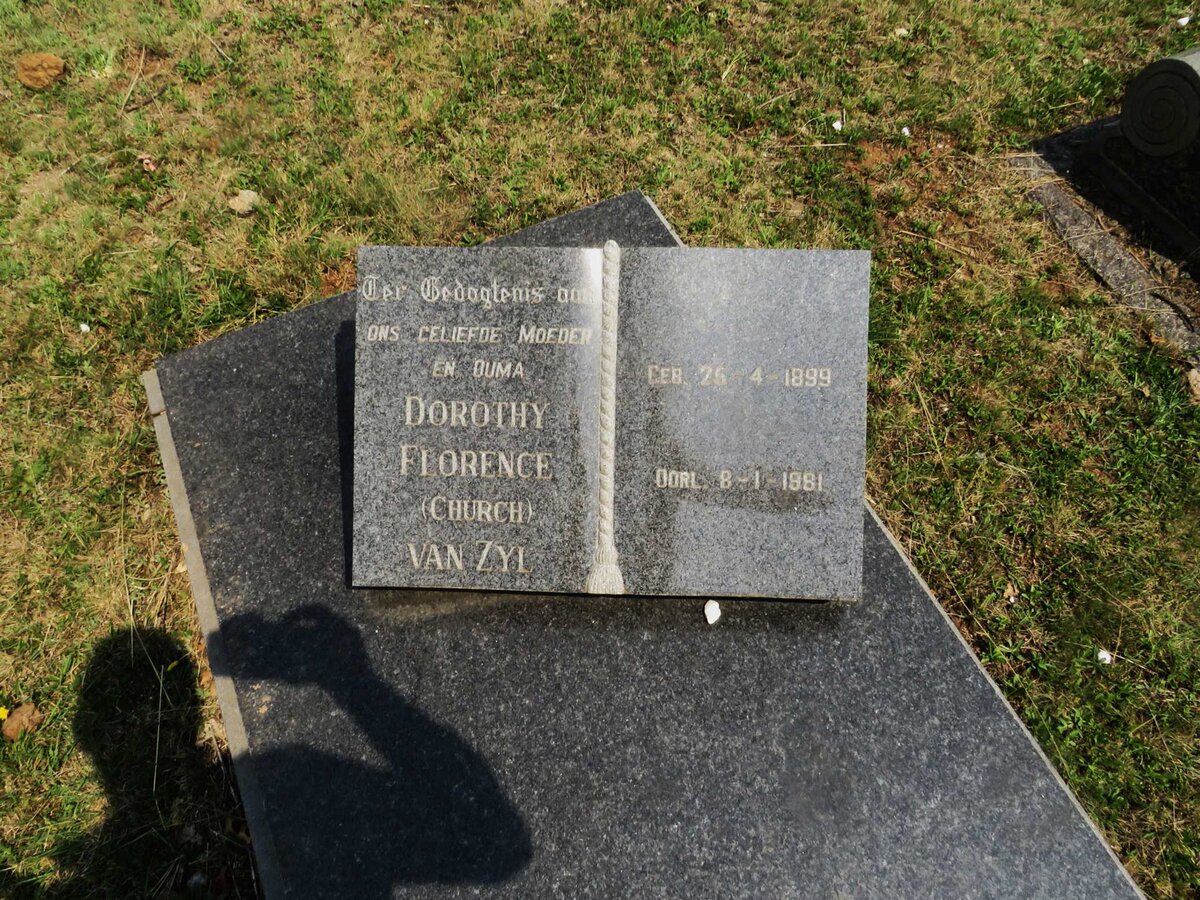 Ter Gedagtenis aan
ONS GELIEFDE MOEDER
EN OUMA
DOROTHY
FLORENCE
(CHURCH)
VAN ZYL
GEB. 25-4-1899
OORL. 8-1-1981